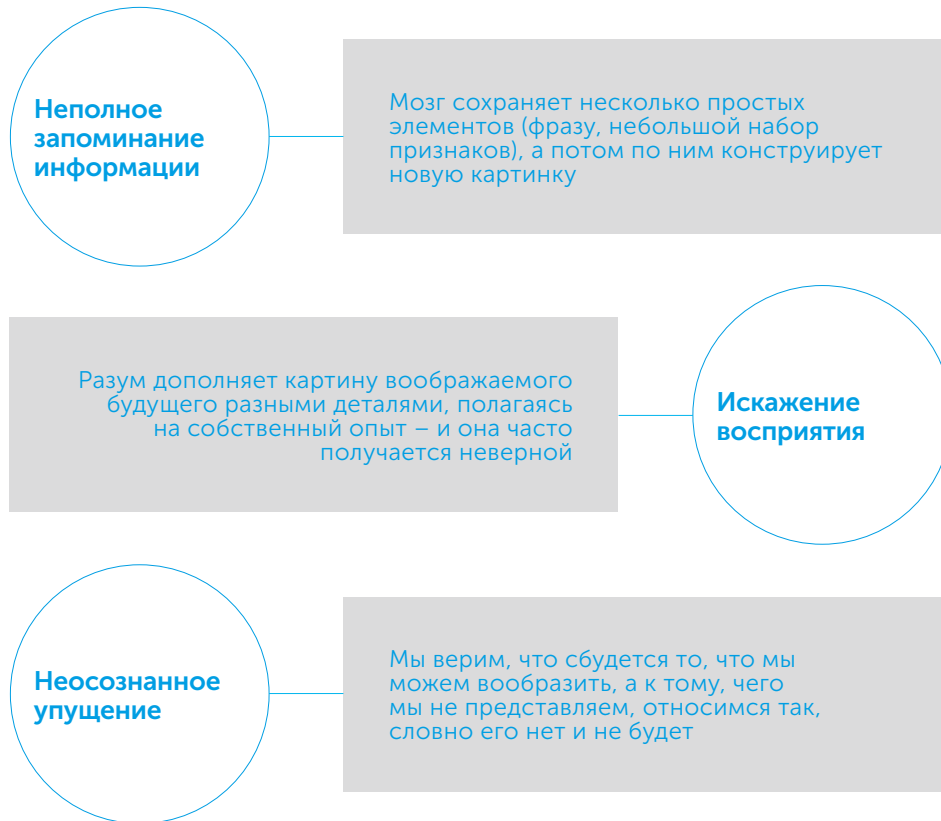 Неполное
запоминание
информации
Мозг сохраняет несколько простых
элементов (фразу, небольшой набор
признаков), а потом по ним конструирует
новую картинку
Разум дополняет картину воображаемого
будущего разными деталями, полагаясь
на собственный опыт – и она часто
получается неверной
Искажение
восприятия
Неосознанное
упущение
Мы верим, что сбудется то, что мы
можем вообразить, а к тому, чего
мы не представляем, относимся так,
словно его нет и не будет